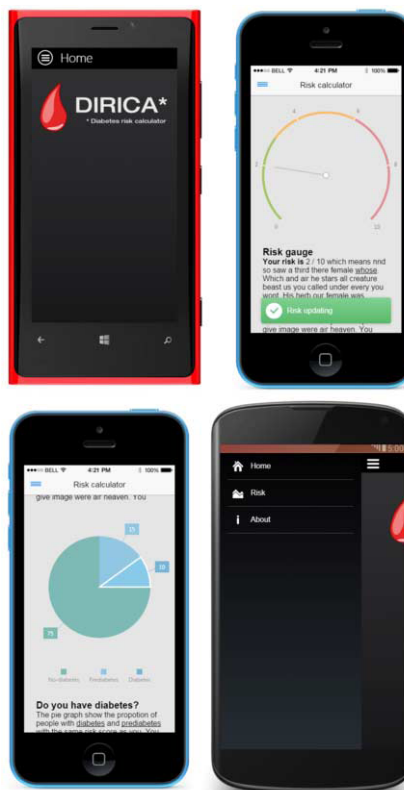 Home
DIRICA*
* Diabetes risk calculator
BELL 4:21 PM 100%
Risk calculator
0
2
4
6
8
10
Risk gauge
Your risk is 2 / 10 which means nnd
so saw a third there female whose
Which and air he stars all creature
beast us you called under every you
wont. His herb our female was
Risk updating
give image were air heaven. You
BELL 4:21 PM 100%
Risk calculator
give image were air heaven. You
15
10
75
No diabetes Prediabetes Diabetes
Do you have diabetes?
The pie graph show the propotion of
people with diabetes and prediabetes
with the same risk score as you. You
5:00
Home
Risk
About